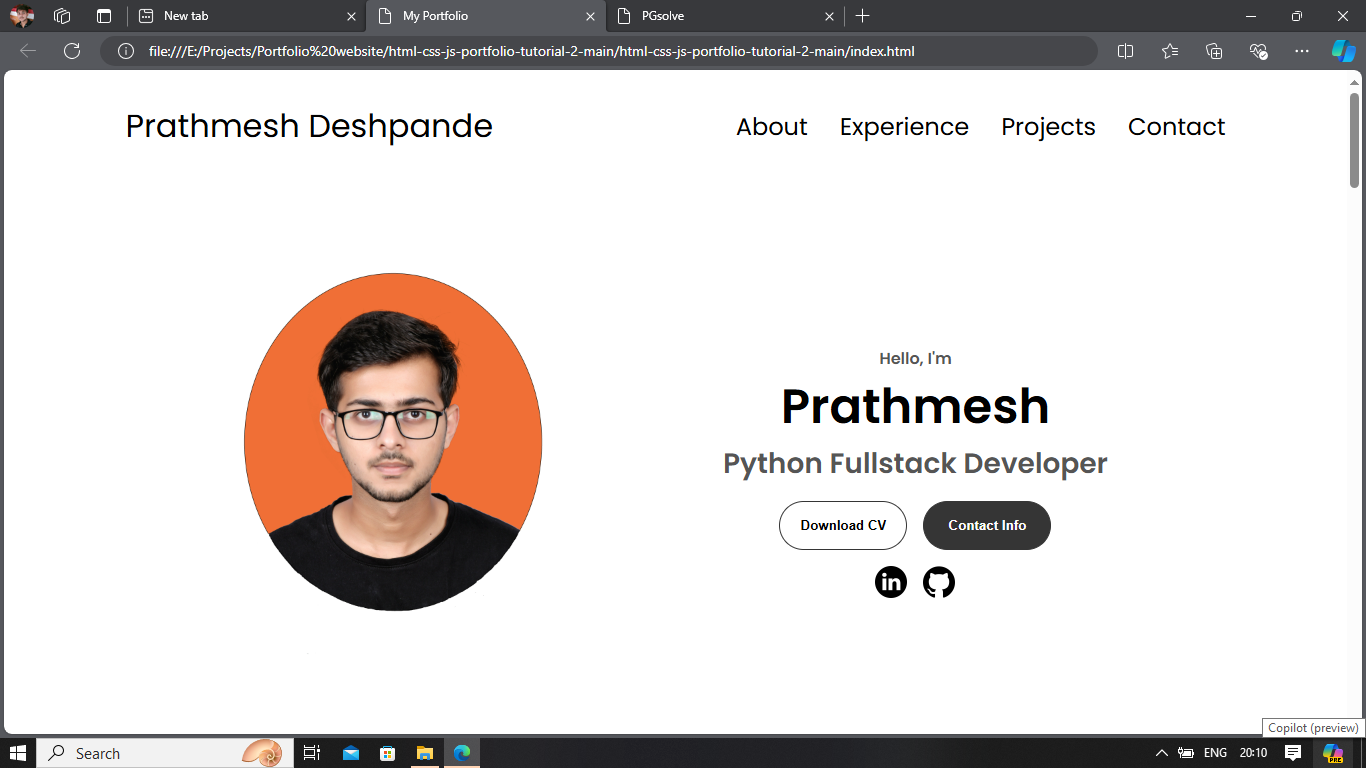 New tab
My Portfolio
PGsolve
file:///E:/Projects/Portfolio%20website/html-css-js-portfolio-tutorial-2-main/html-css-js-portfolio-tutorial-2-main/index.html
Prathmesh Deshpande
About Experience Projects Contact
Hello, I'm
Prathmesh
Python Fullstack Developer
Download CV Contact Info
in
Copilot (preview)
Search
ENG 20:10
PRE